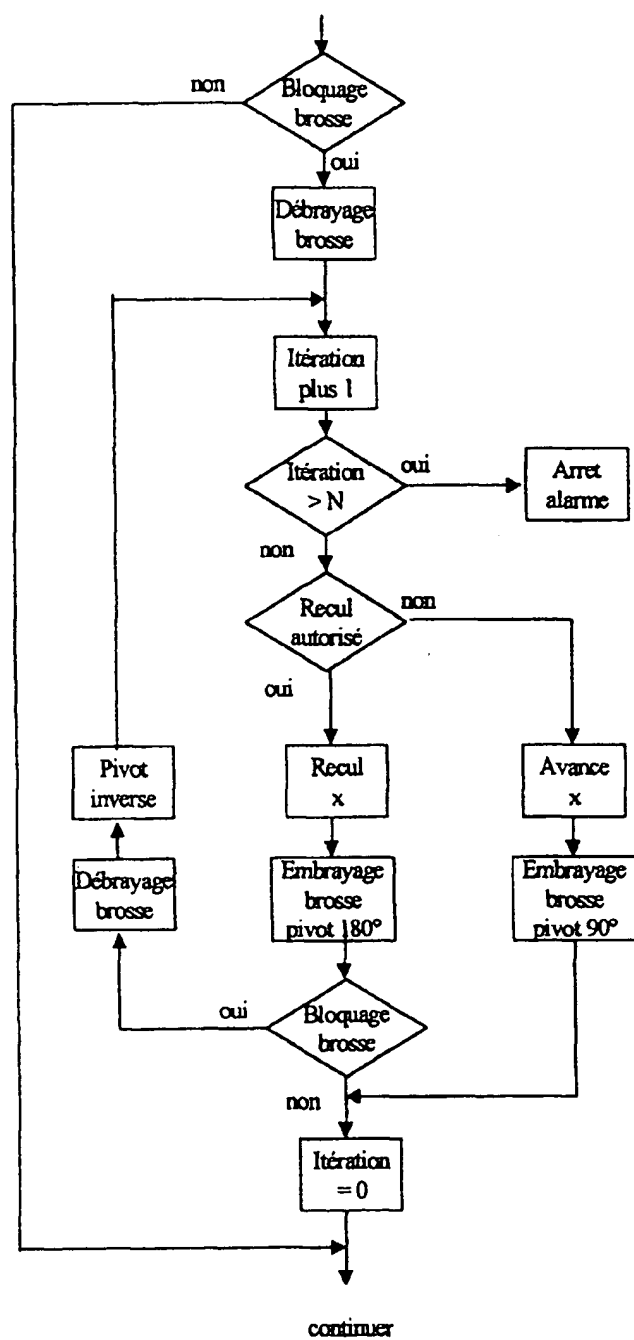 non
Bloquage
brosse
oui
Débrayage
brosse
Itération
plus 1
Itération
> N
oui
Arret
alarme
non
Recul
autorisé
non
oui
Pivot
inverse
Recul
x
Avance
x
Débrayage
brosse
Embrayage
brosse
pivot 180°
Embrayage
brosse
pivot 90°
oui
Bloquage
brosse
non
Itération
= 0
continuer